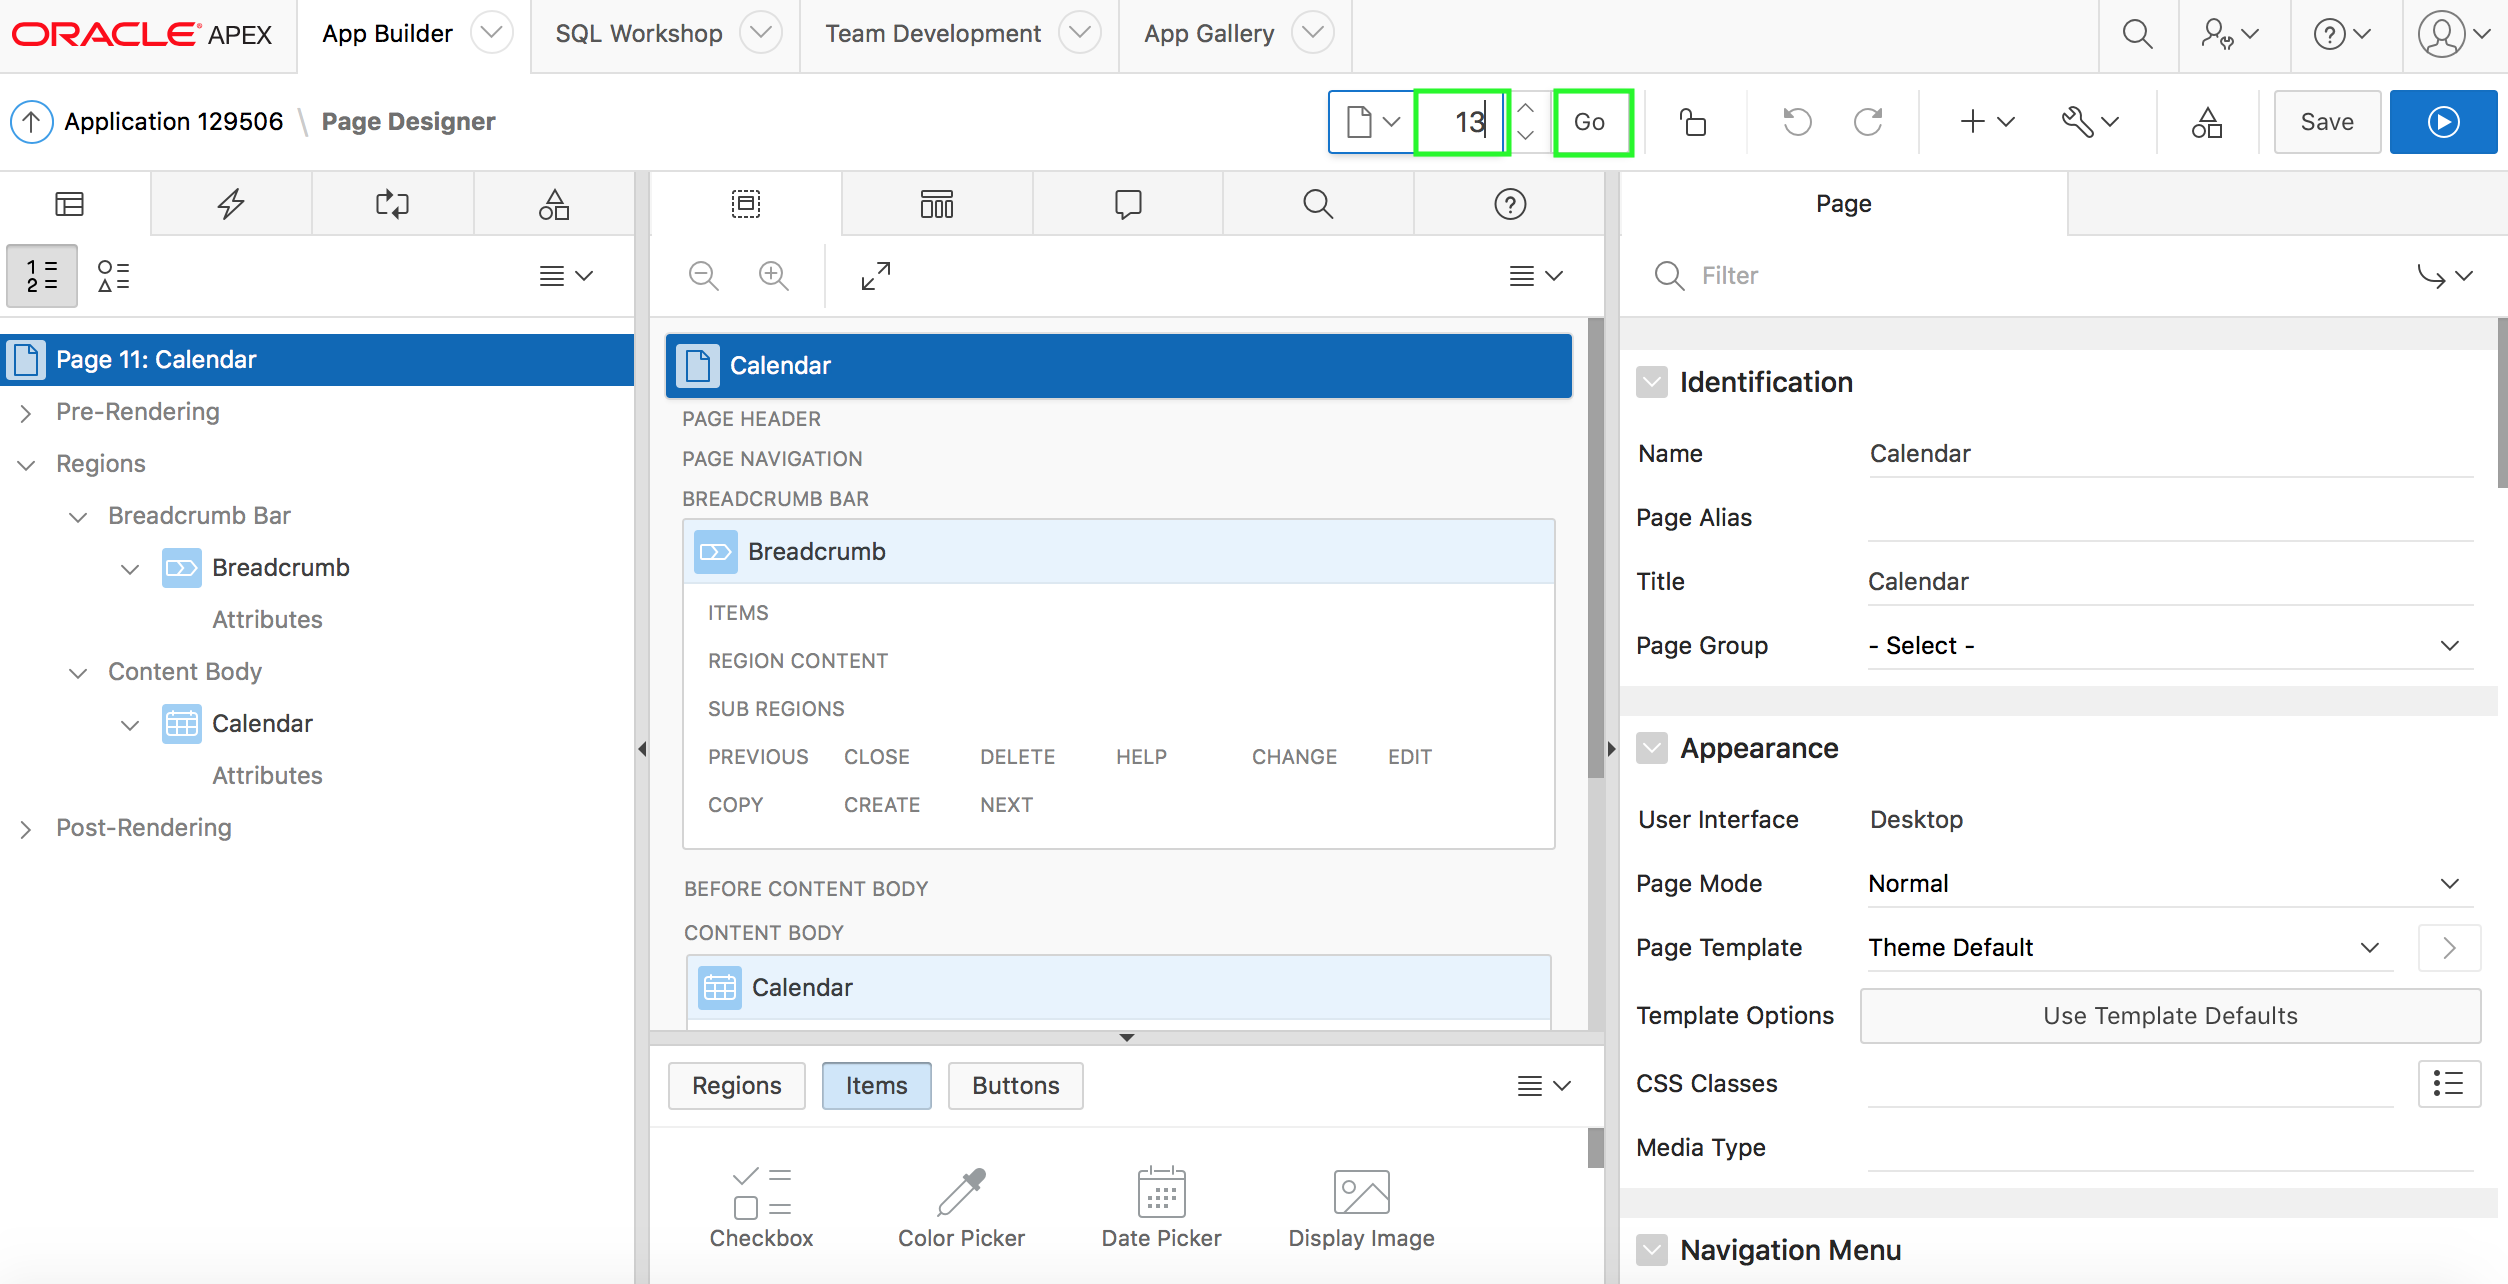 ORACLE APEX
App Builder
SQL Workshop
Team Development
App Gallery
Application 129506 \ Page Designer
13
Go
Save
1
2
Page 11: Calendar
Pre-Rendering
Regions
Breadcrumb Bar
Breadcrumb
Attributes
Content Body
Calendar
Attributes
Post-Rendering
Calendar
PAGE HEADER
PAGE NAVIGATION
BREADCRUMB BAR
Breadcrumb
ITEMS
REGION CONTENT
SUB REGIONS
PREVIOUS CLOSE DELETE HELP CHANGE EDIT
COPY CREATE NEXT
BEFORE CONTENT BODY
CONTENT BODY
Calendar
Regions
Items
Buttons
Checkbox
Color Picker
Date Picker
Display Image
Page
Filter
Identification
Name Calendar
Page Alias
Title Calendar
Page Group - Select -
Appearance
User Interface Desktop
Page Mode Normal
Page Template Theme Default
Template Options Use Template Defaults
CSS Classes
Media Type
Navigation Menu